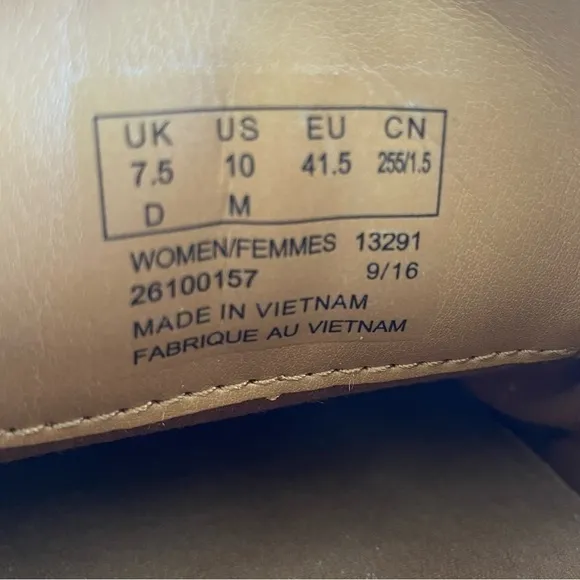 UK US EU CN
7.5 10 41.5 255/1.5
D M
WOMEN/FEMMES 13291
26100157 9/16
MADE IN VIETNAM
FABRIQUE AU VIETNAM